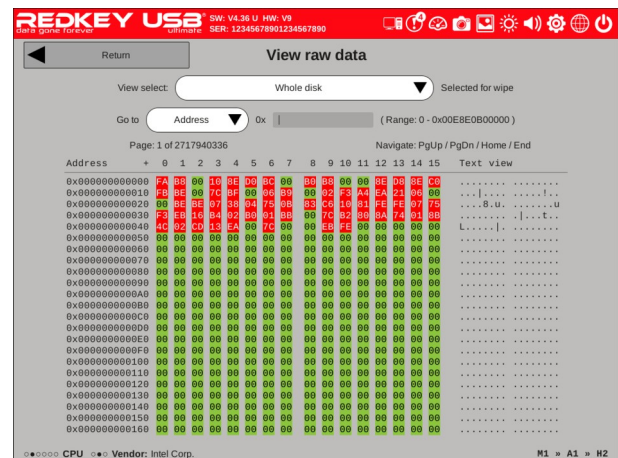 REDKEY USB®
data gone forever
ultimate
SW: V4.36 U HW: V9
SER: 12345678901234567890
Return
View raw data
View select:
Whole disk
Selected for wipe
Go to
Address
0x
( Range: 0 - 0x00E8E0B00000 )
Page: 1 of 2717940336
Navigate: PgUp / PgDn / Home / End
Address + 0 1 2 3 4 5 6 7 8 9 10 11 12 13 14 15 Text view
0x000000000000 FA B8 00 10 8E D0 BC 00 B0 B8 00 00 8E D8 8E C0 ........ ........
0x000000000010 FB BE 00 7C BF 00 06 B9 00 02 F3 A4 EA 21 06 00 ...|.... .....!..
0x000000000020 00 BE BE 07 38 04 75 0B 83 C6 10 81 FE FE 07 75 ....8.u. .......u
0x000000000030 F3 EB 16 B4 02 B0 01 BB 00 7C B2 80 8A 74 01 8B ........ .|...t..
0x000000000040 4C 02 CD 13 EA 00 7C 00 00 EB FE 00 00 00 00 00 L.....|. ........
0x000000000050 00 00 00 00 00 00 00 00 00 00 00 00 00 00 00 00 ........ ........
0x000000000060 00 00 00 00 00 00 00 00 00 00 00 00 00 00 00 00 ........ ........
0x000000000070 00 00 00 00 00 00 00 00 00 00 00 00 00 00 00 00 ........ ........
0x000000000080 00 00 00 00 00 00 00 00 00 00 00 00 00 00 00 00 ........ ........
0x000000000090 00 00 00 00 00 00 00 00 00 00 00 00 00 00 00 00 ........ ........
0x0000000000A0 00 00 00 00 00 00 00 00 00 00 00 00 00 00 00 00 ........ ........
0x0000000000B0 00 00 00 00 00 00 00 00 00 00 00 00 00 00 00 00 ........ ........
0x0000000000C0 00 00 00 00 00 00 00 00 00 00 00 00 00 00 00 00 ........ ........
0x0000000000D0 00 00 00 00 00 00 00 00 00 00 00 00 00 00 00 00 ........ ........
0x0000000000E0 00 00 00 00 00 00 00 00 00 00 00 00 00 00 00 00 ........ ........
0x0000000000F0 00 00 00 00 00 00 00 00 00 00 00 00 00 00 00 00 ........ ........
0x000000000100 00 00 00 00 00 00 00 00 00 00 00 00 00 00 00 00 ........ ........
0x000000000110 00 00 00 00 00 00 00 00 00 00 00 00 00 00 00 00 ........ ........
0x000000000120 00 00 00 00 00 00 00 00 00 00 00 00 00 00 00 00 ........ ........
0x000000000130 00 00 00 00 00 00 00 00 00 00 00 00 00 00 00 00 ........ ........
0x000000000140 00 00 00 00 00 00 00 00 00 00 00 00 00 00 00 00 ........ ........
0x000000000150 00 00 00 00 00 00 00 00 00 00 00 00 00 00 00 00 ........ ........
0x000000000160 00 00 00 00 00 00 00 00 00 00 00 00 00 00 00 00 ........ ........
CPU Vendor: Intel Corp.
M1 » A1 » H2